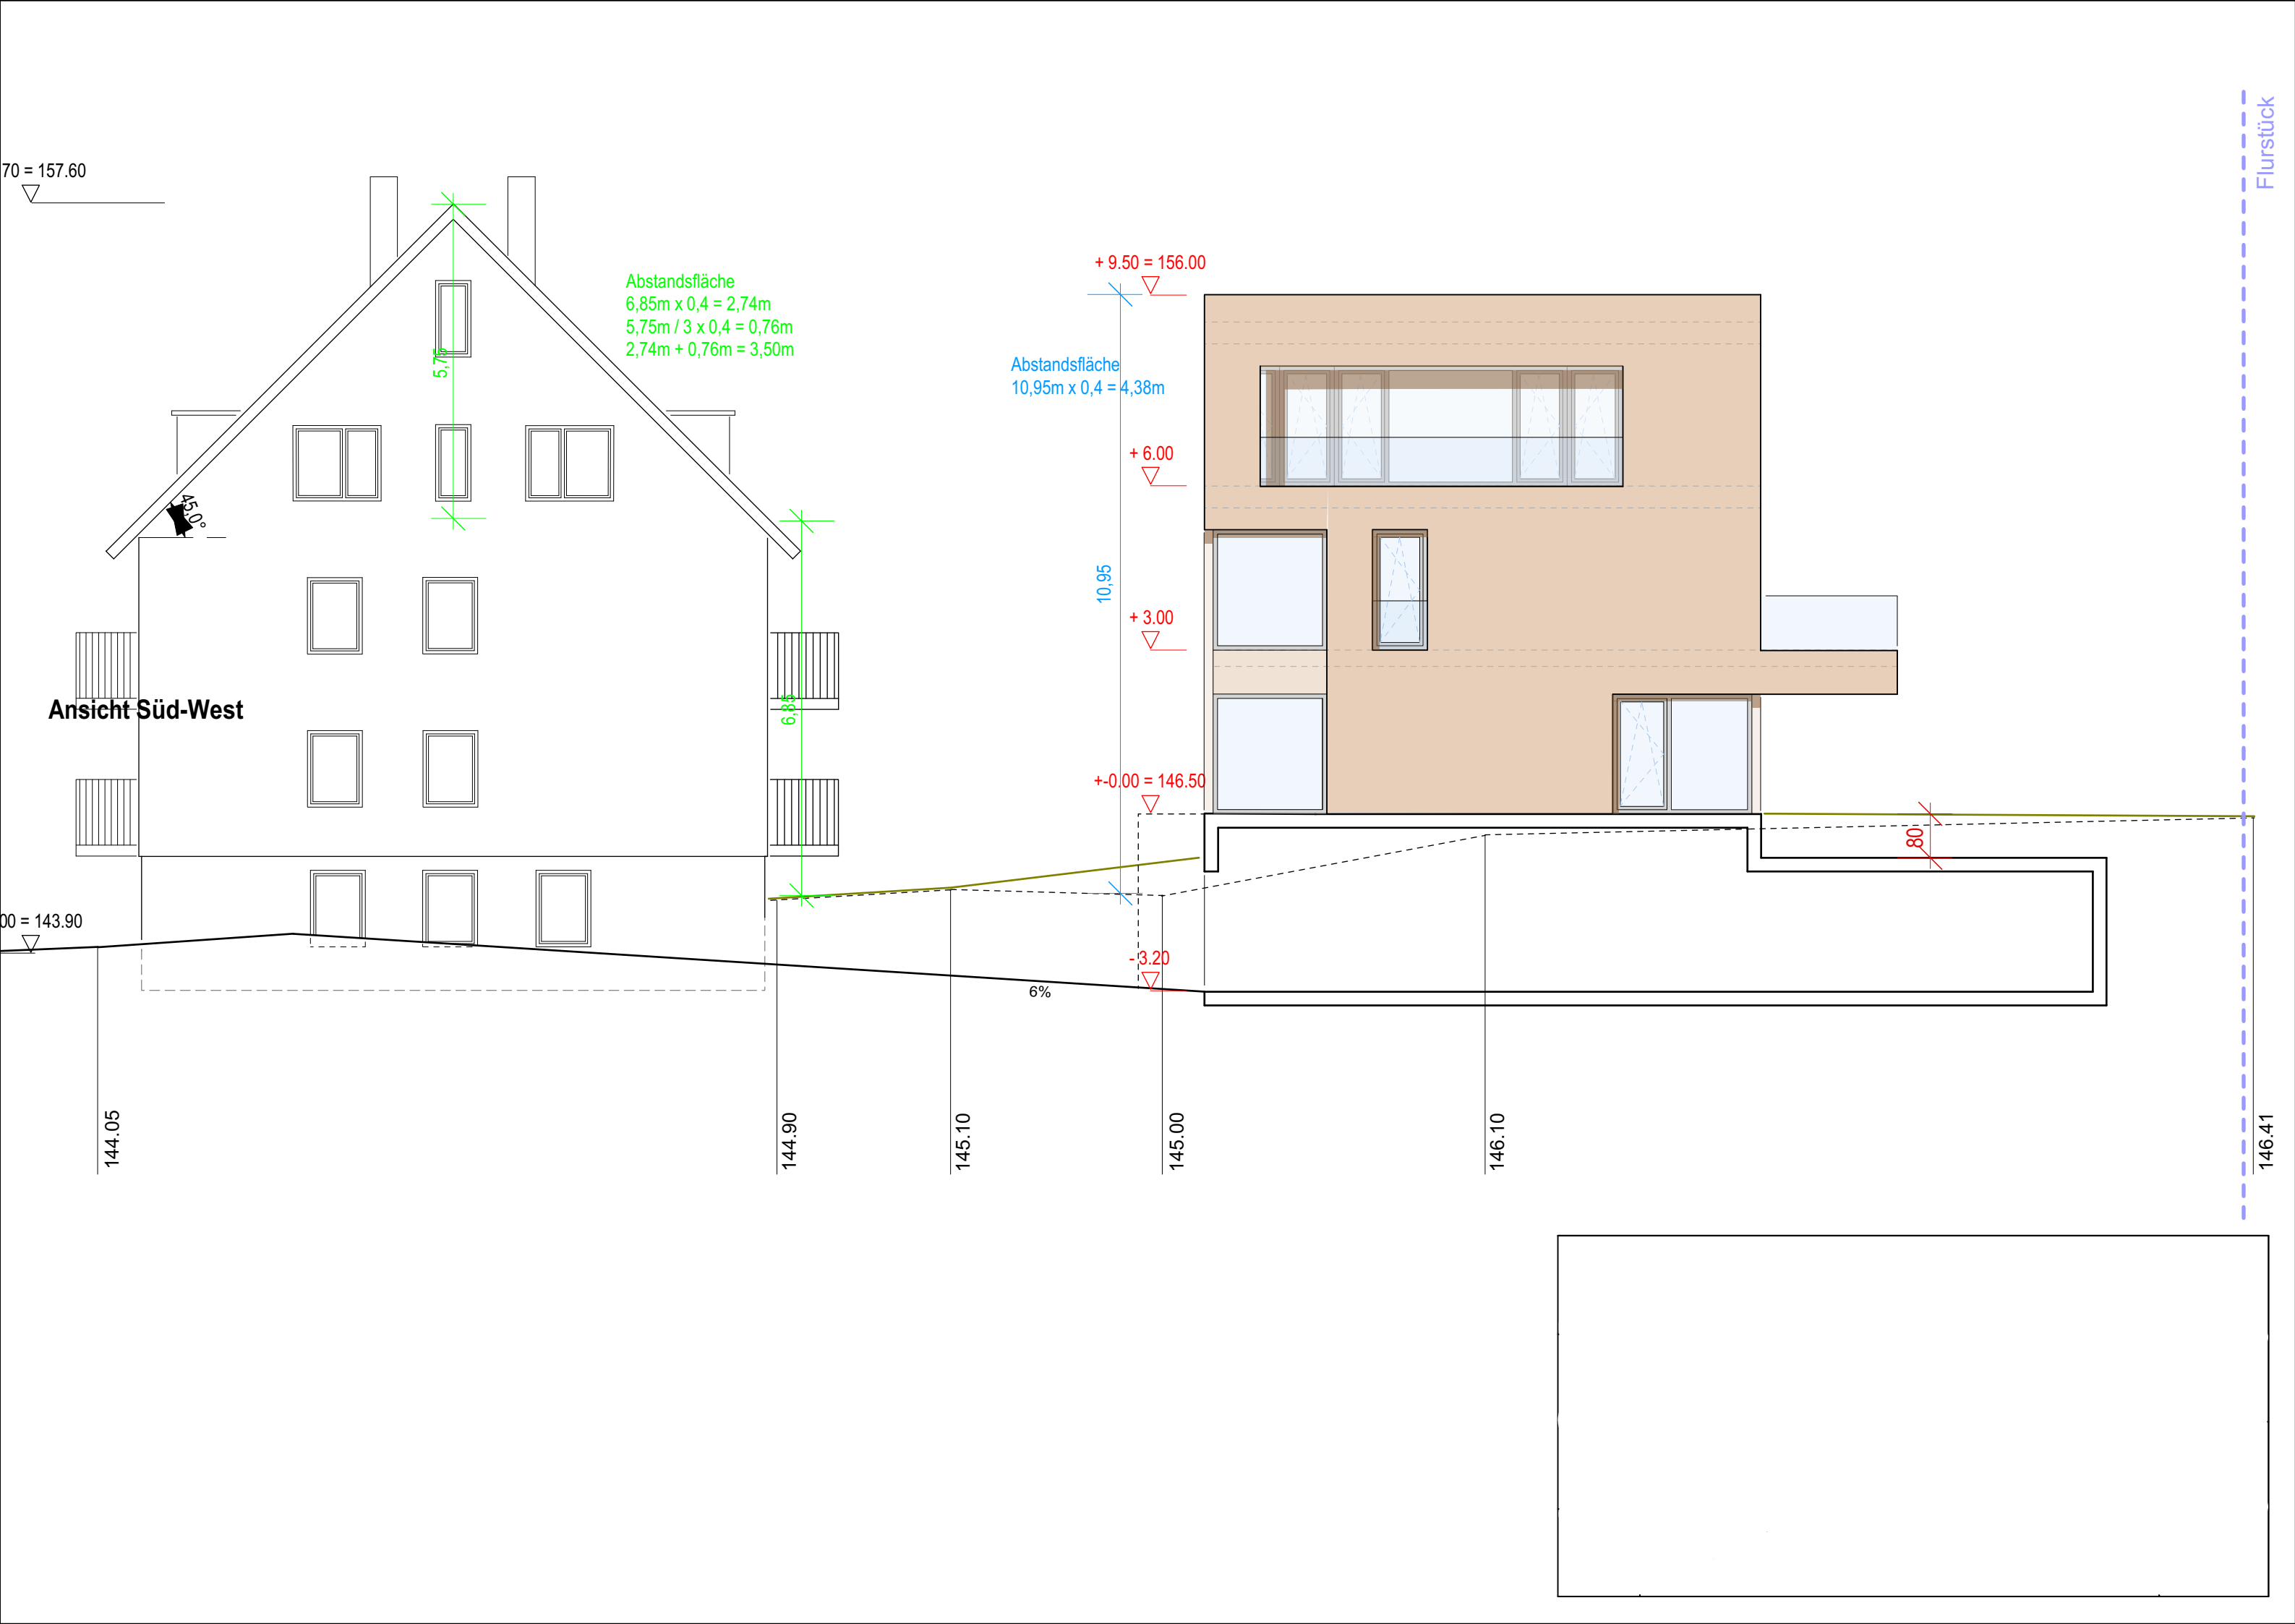 Flurstück
70 = 157.60
+ 9.50 = 156.00
Abstandsfläche
6,85m x 0,4 = 2,74m
5,75m / 3 x 0,4 = 0,76m
2,74m + 0,76m = 3,50m
5,75
Abstandsfläche
10,95m x 0,4 = 4,38m
+ 6.00
45,0°
10,95
+ 3.00
6,85
Ansicht Süd-West
+-0.00 = 146.50
80
00 = 143.90
- 3.20
6%
144.05
144.90
145.10
145.00
146.10
146.41